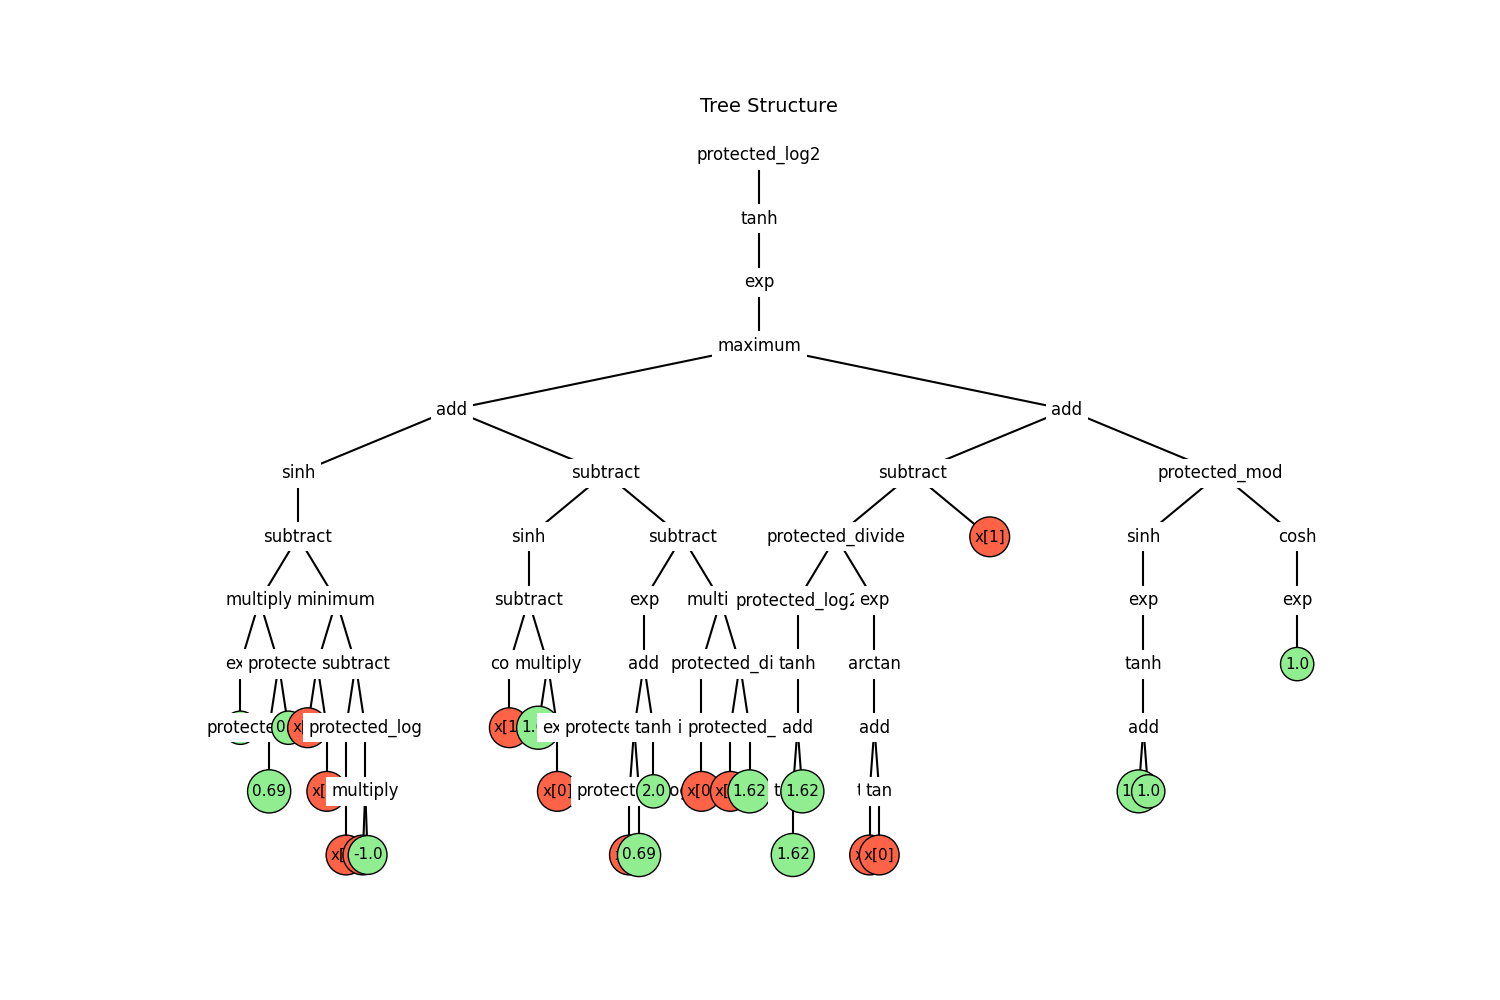 Tree Structure
protected_log2
tanh
exp
maximum
add add
sinh subtract subtract protected_mod
subtract sinh subtract protected_divide x[1] sinh cosh
multiply minimum subtract exp multi protected_log2 exp exp exp
ex protecte subtract co multiply add protected_di tanh arctan tanh 1.0
protecte 0 x[ protected_log x[1 1. ex protecte tanh i protected_ add add add
0.69 x[ multiply x[0] protect 2.0 x[0 x[ 1.62 t 1.62 t tan 1 1.0
x[ -1.0 0.69 1.62 x[0]